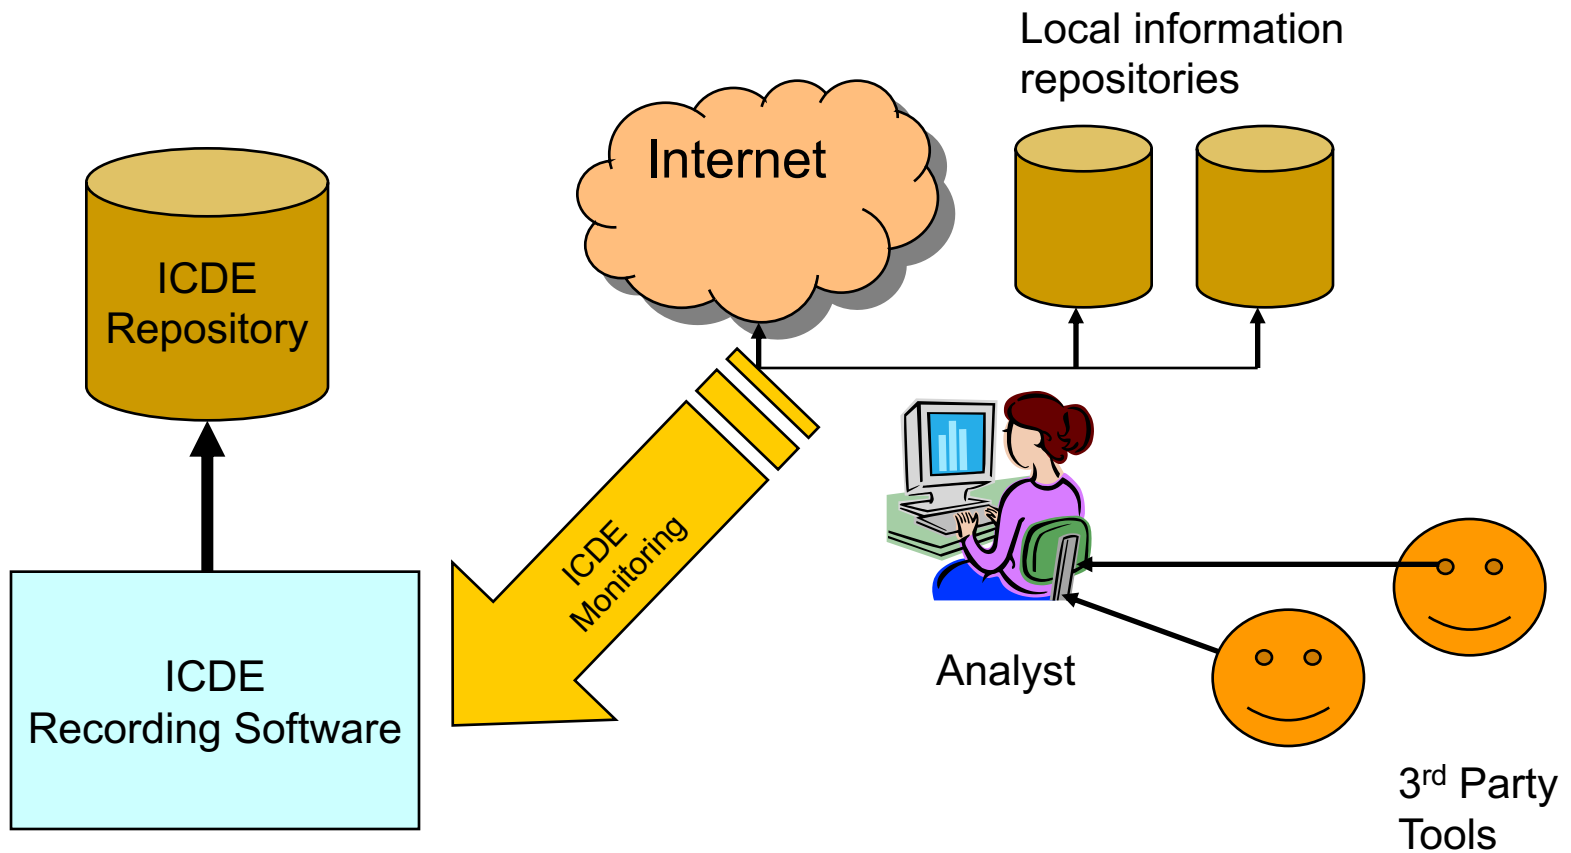 Local information
repositories
Internet
ICDE
Repository
ICDE
Monitoring
ICDE
Recording Software
Analyst
3rd Party
Tools